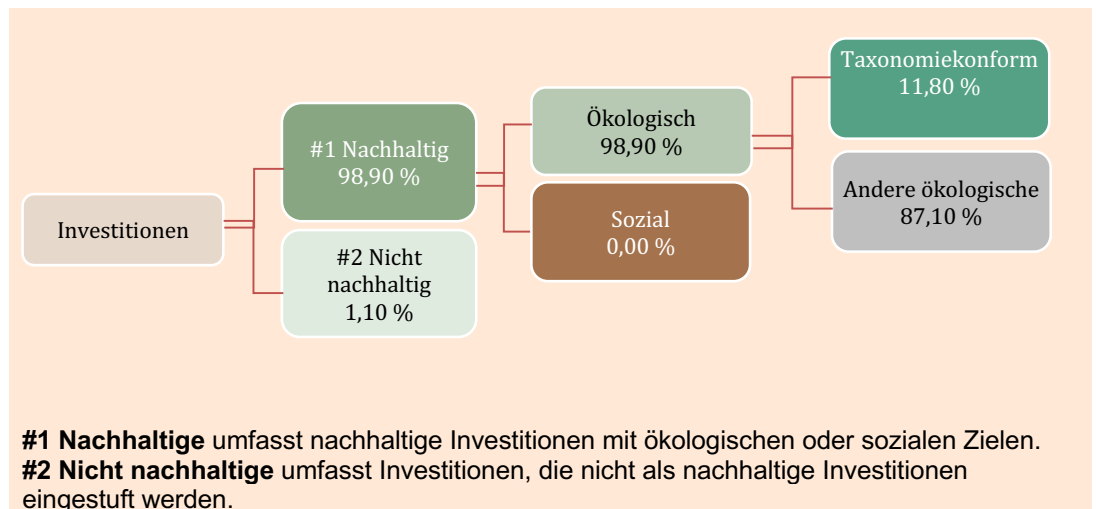 Investitionen
#1 Nachhaltig
98,90 %
#2 Nicht
nachhaltig
1,10 %
Ökologisch
98,90 %
Sozial
0,00 %
Taxonomiekonform
11,80 %
Andere ökologische
87,10 %
#1 Nachhaltige umfasst nachhaltige Investitionen mit ökologischen oder sozialen Zielen.
#2 Nicht nachhaltige umfasst Investitionen, die nicht als nachhaltige Investitionen
eingestuft werden.